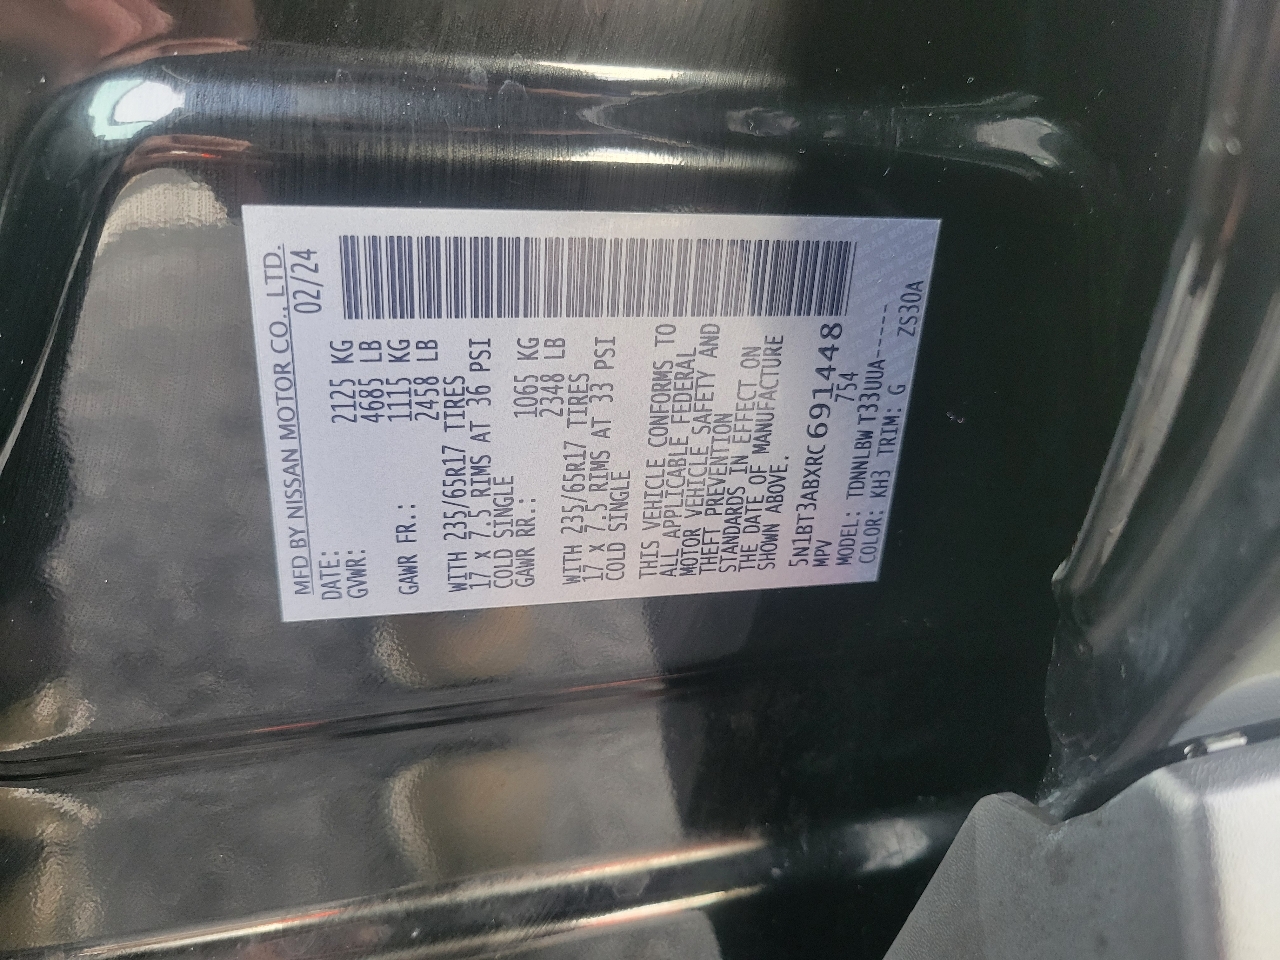 MFD BY NISSAN MOTOR CO., LTD.
DATE: 02/24
GVWR: 2125 KG
4685 LB
GAWR FR.: 1115 KG
2458 LB
WITH 235/65R17 TIRES
17 X 7.5 RIMS AT 36 PSI
COLD SINGLE
GAWR RR.: 1065 KG
2348 LB
WITH 235/65R17 TIRES
17 X 7.5 RIMS AT 33 PSI
COLD SINGLE
THIS VEHICLE CONFORMS TO
ALL APPLICABLE FEDERAL
MOTOR VEHICLE SAFETY AND
THEFT PREVENTION
STANDARDS IN EFFECT ON
THE DATE OF MANUFACTURE
SHOWN ABOVE.
5N1BT3ABXRC691448
MPV 754
MODEL: TDNNLBW T33UUA-----
COLOR: KH3 TRIM: G ZS30A